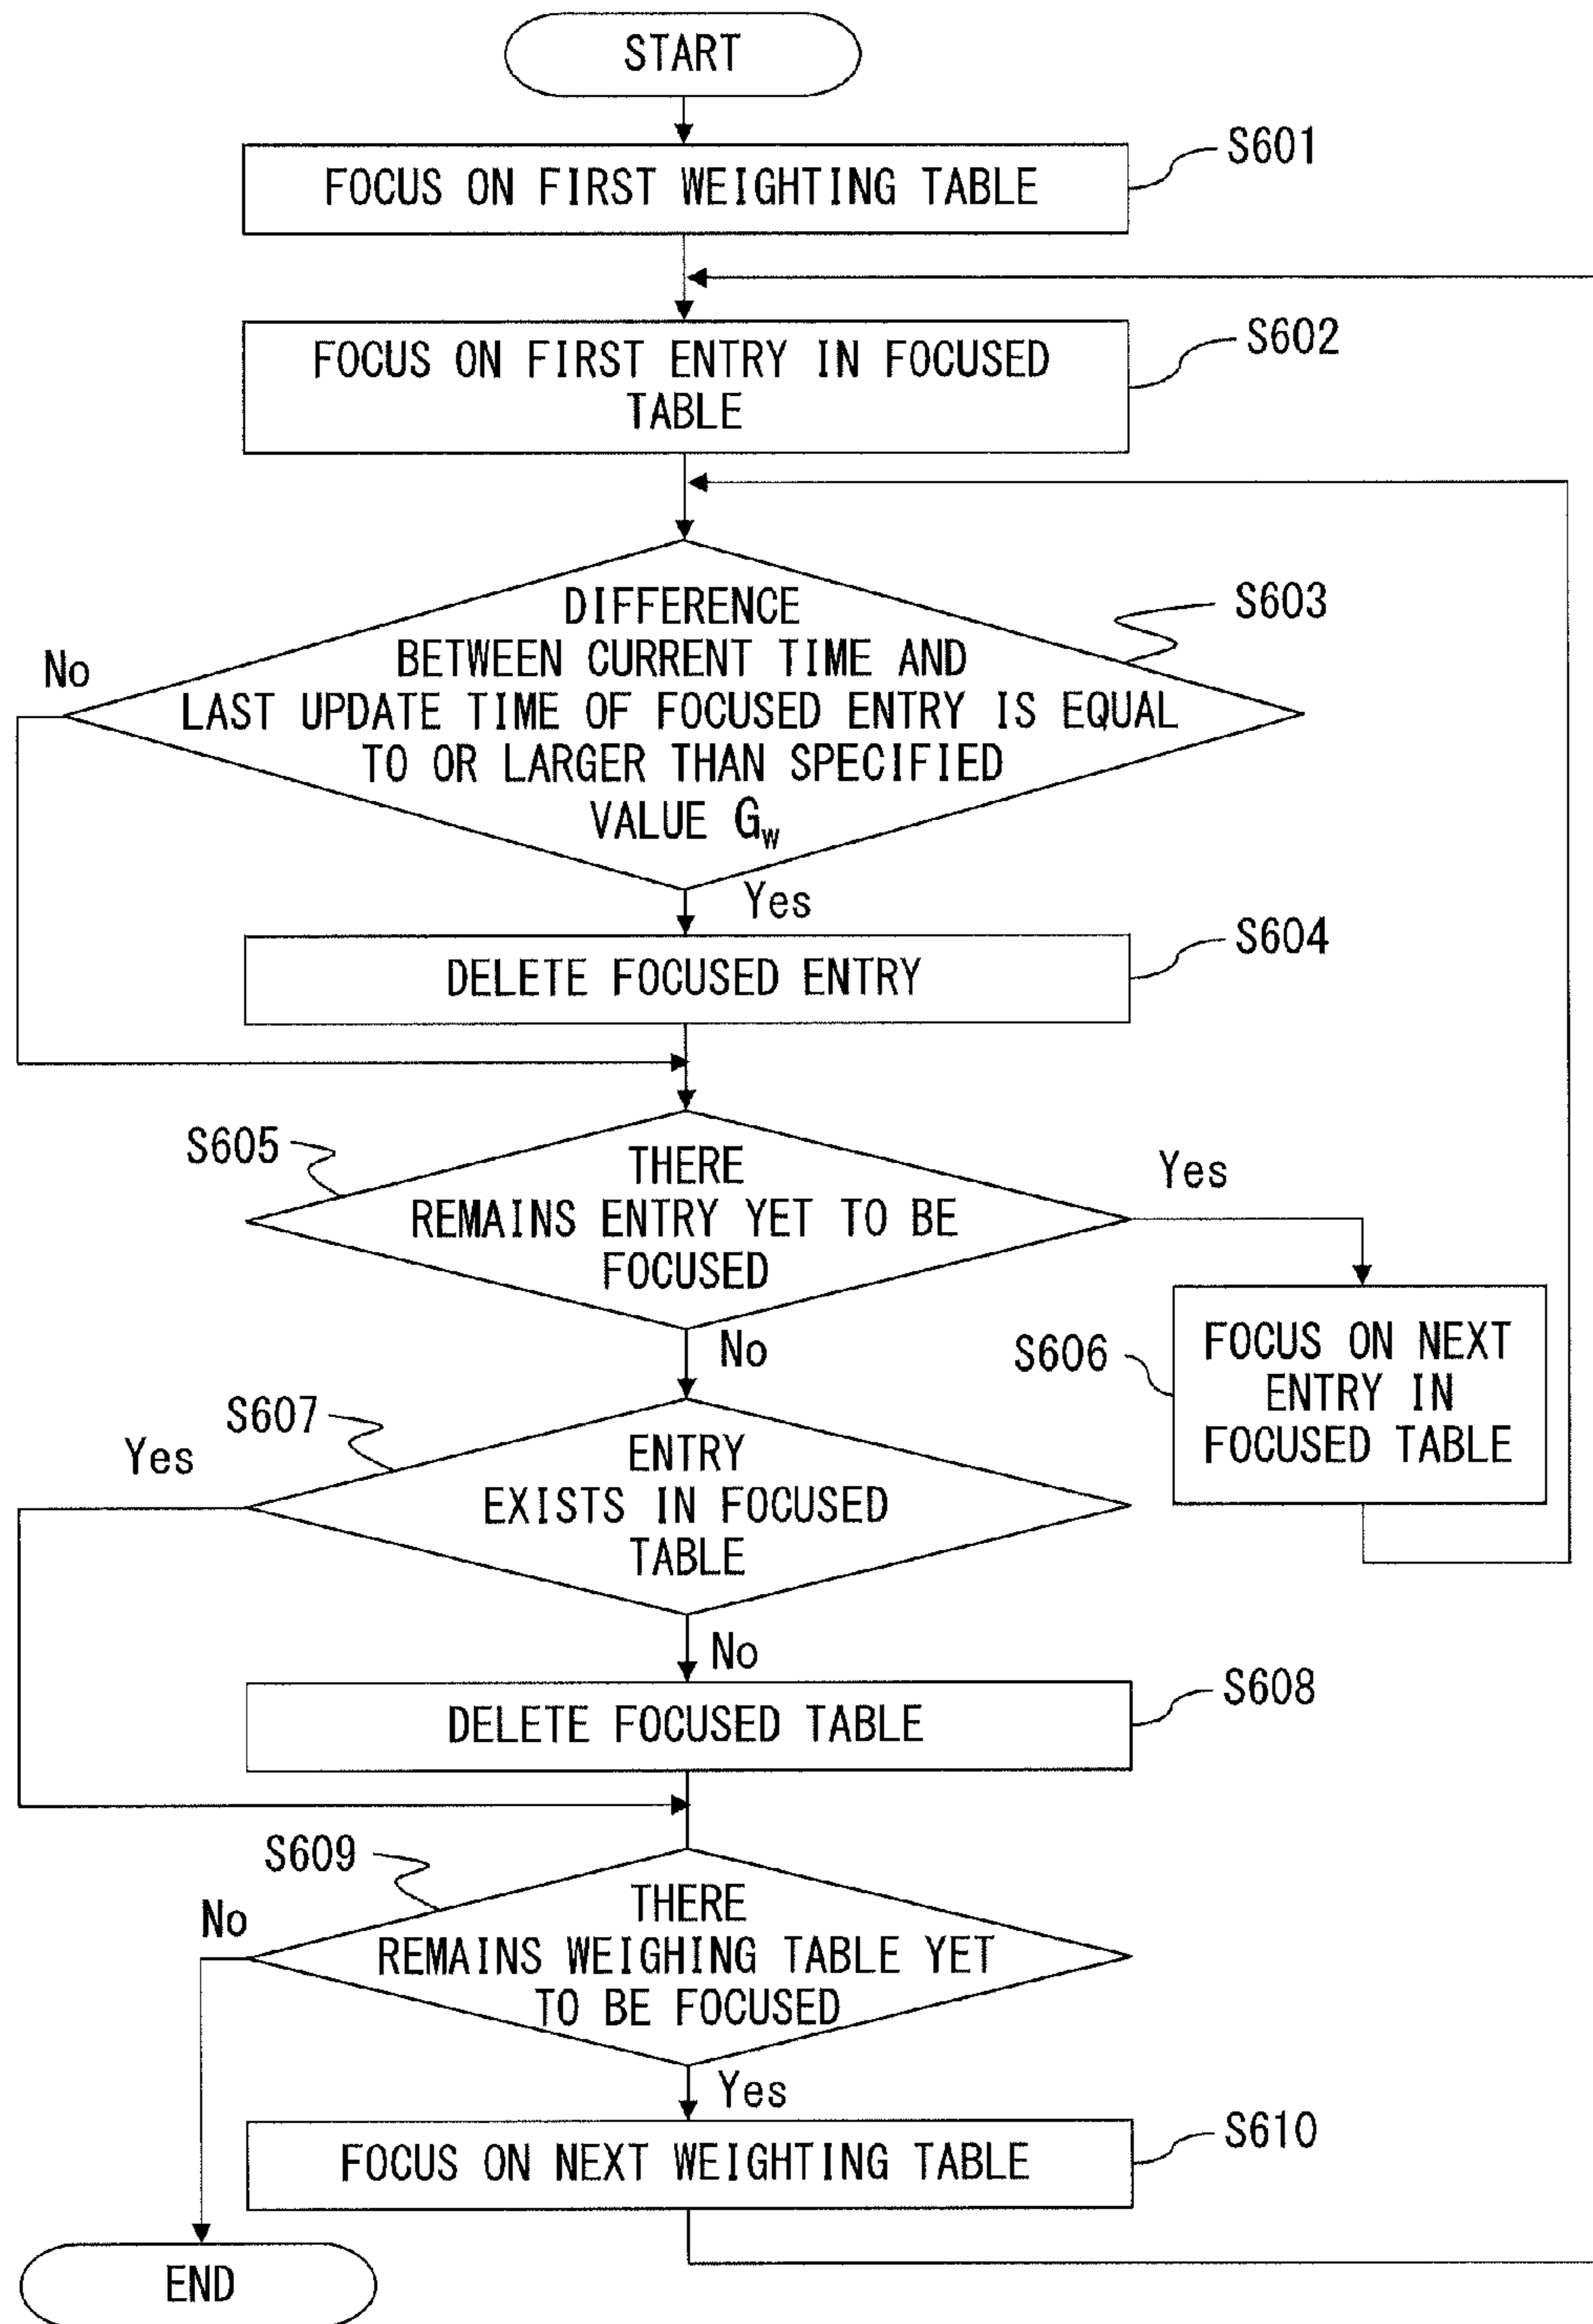 START
S601
FOCUS ON FIRST WEIGHTING TABLE
S602
FOCUS ON FIRST ENTRY IN FOCUSED
TABLE
S603
DIFFERENCE
BETWEEN CURRENT TIME AND
LAST UPDATE TIME OF FOCUSED ENTRY IS EQUAL
TO OR LARGER THAN SPECIFIED
VALUE Gw
No
Yes
S604
DELETE FOCUSED ENTRY
S605
THERE
REMAINS ENTRY YET TO BE
FOCUSED
Yes
No
S606
FOCUS ON NEXT
ENTRY IN
FOCUSED TABLE
S607
ENTRY
EXISTS IN FOCUSED
TABLE
Yes
No
S608
DELETE FOCUSED TABLE
S609
THERE
REMAINS WEIGHING TABLE YET
TO BE FOCUSED
No
Yes
S610
FOCUS ON NEXT WEIGHTING TABLE
END